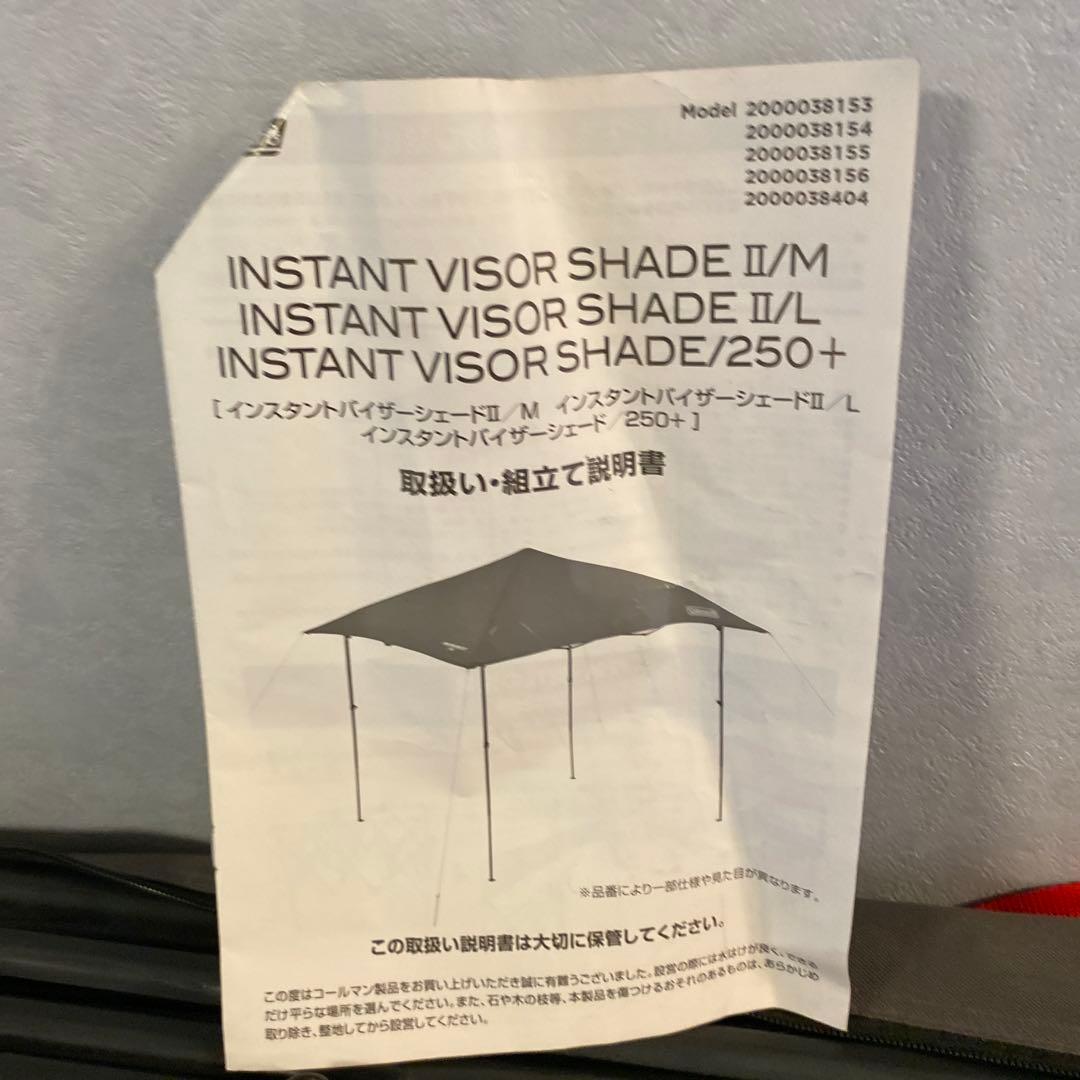 Model 2000038153
2000038154
2000038155
2000038156
2000038404
INSTANT VISOR SHADE II/M
INSTANT VISOR SHADE II/L
INSTANT VISOR SHADE/250+
[ インスタントバイザーシェードII/M インスタントバイザーシェードII/L
インスタントバイザーシェード/250+ ]
取扱い・組立て説明書
※品番により一部仕様や見た目が異なります。
この取扱い説明書は大切に保管してください。
この度はコールマン製品をお買い上げいただき誠に有難うございました。設営の際には水はけが良く、できる
だけ平らな場所を選んでください。また、石や木の枝等、本製品を傷つけるおそれのあるものは、あらかじめ
取り除き、整地してから設営してください。